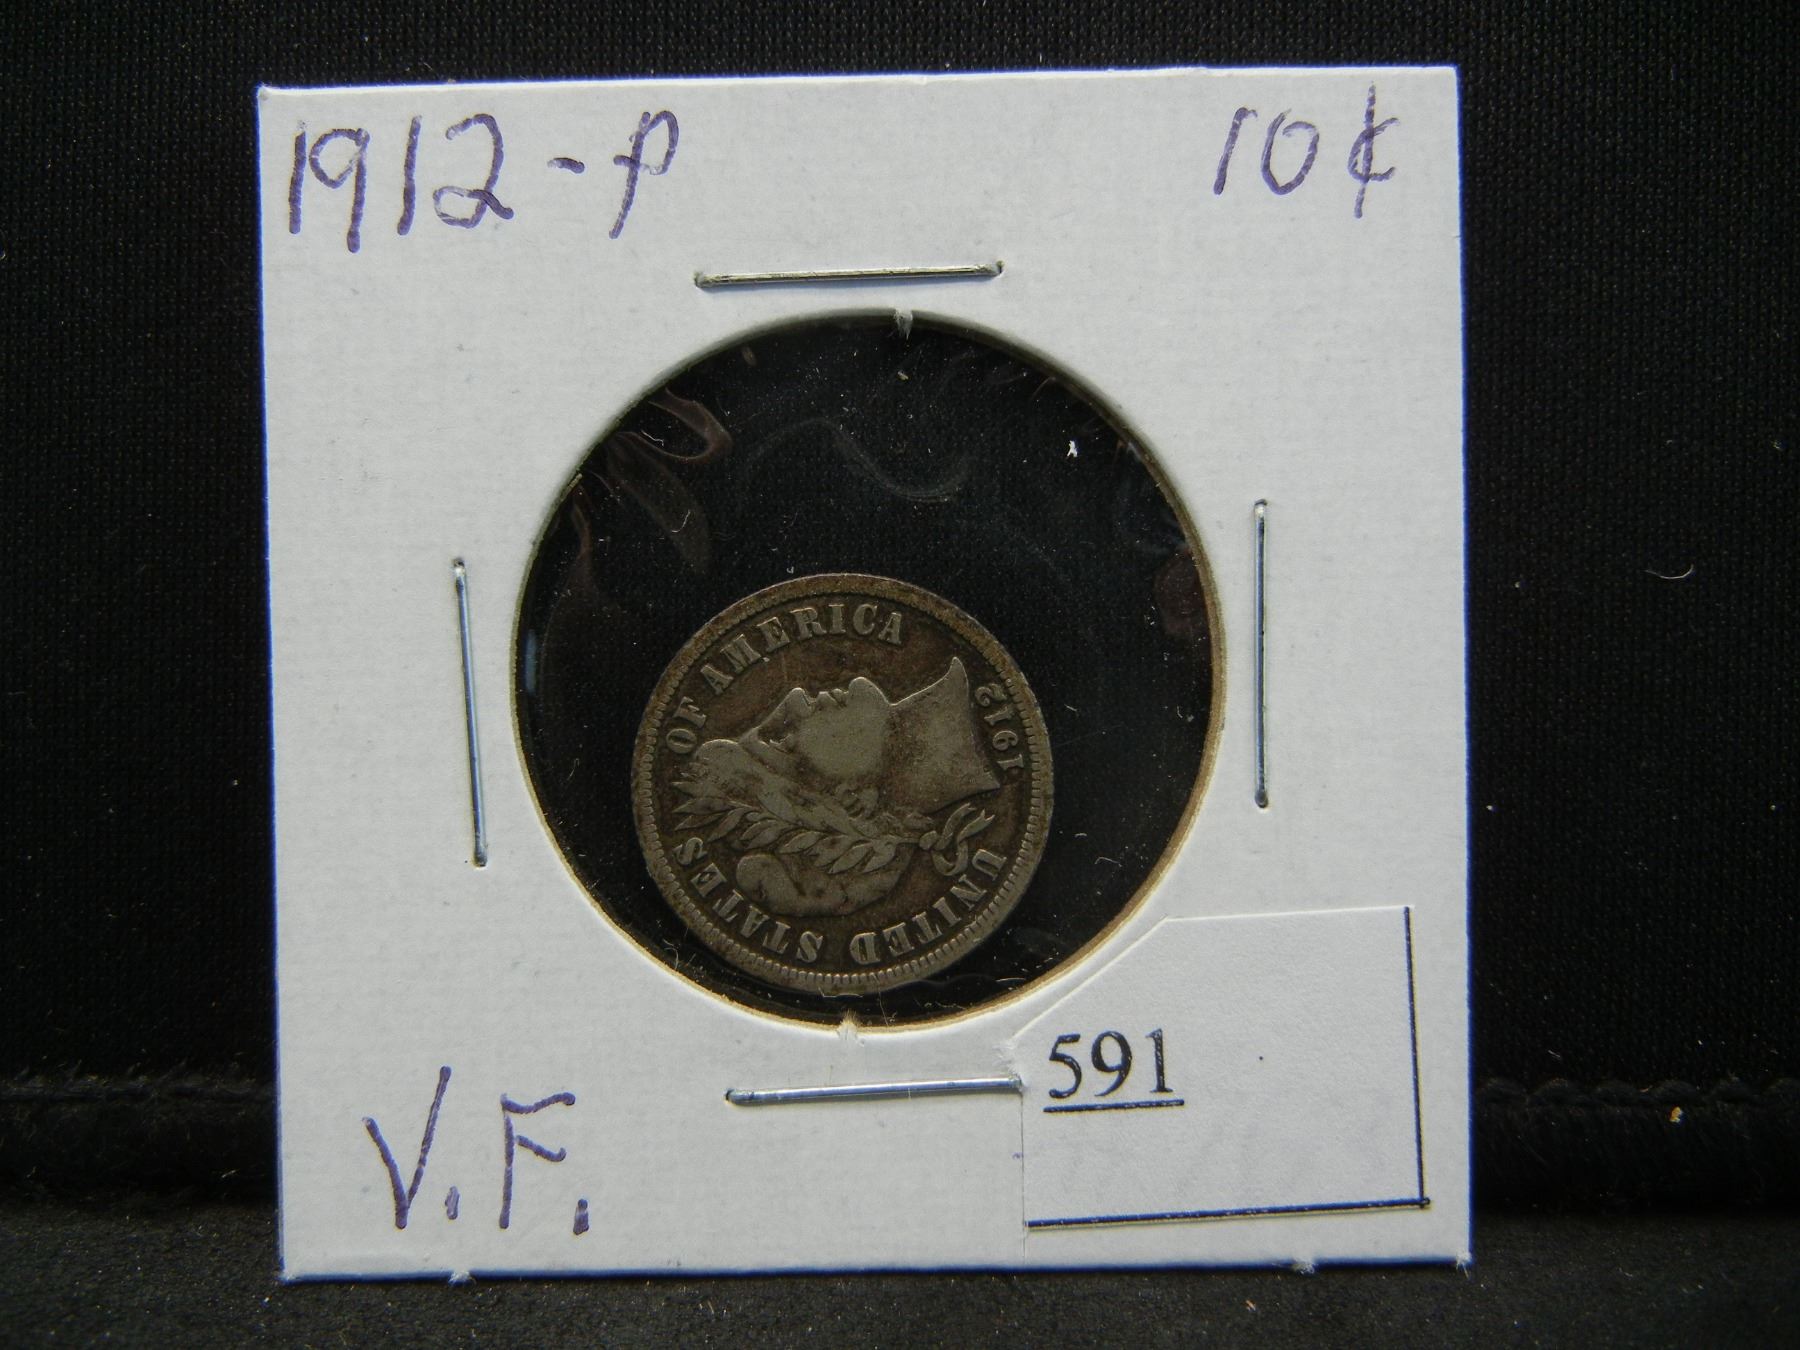 1912-P 10¢
UNITED STATES OF AMERICA
1912
V.F.
591